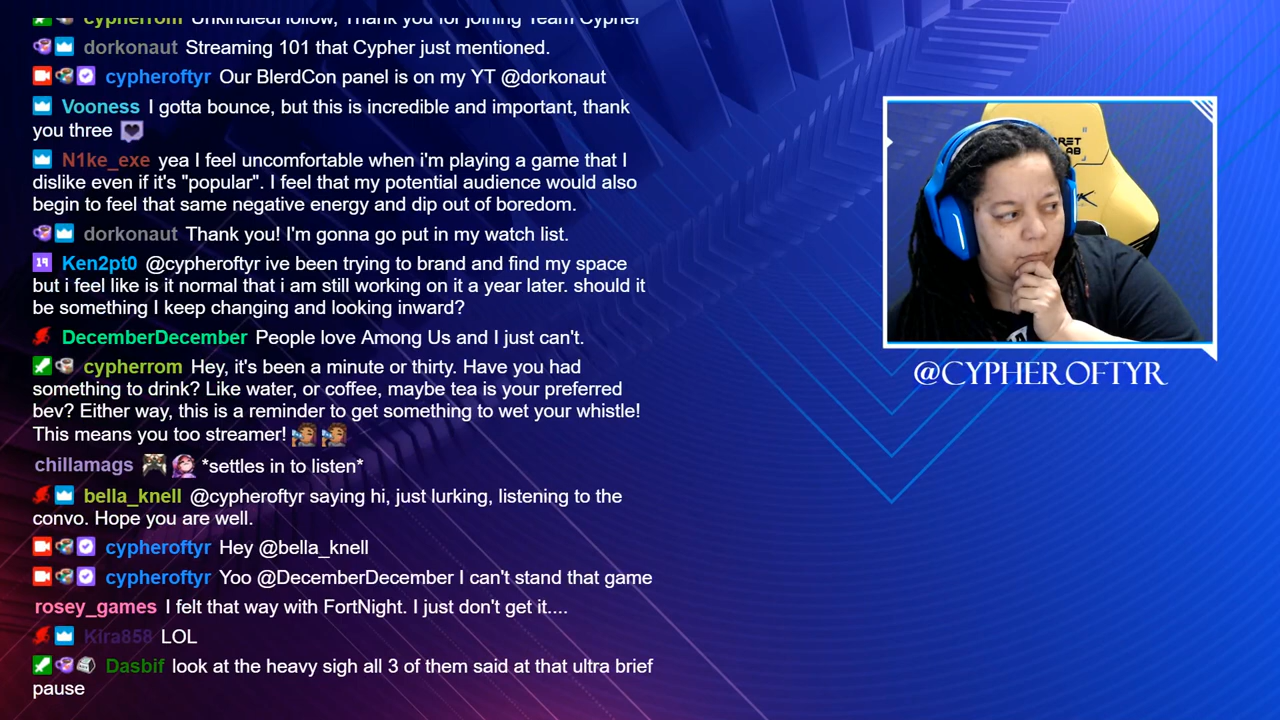 cypherrom UnkindledHollow, Thank you for joining Team Cypher
dorkonaut Streaming 101 that Cypher just mentioned.
cypheroftyr Our BlerdCon panel is on my YT @dorkonaut
Vooness I gotta bounce, but this is incredible and important, thank
you three
N1ke_exe yea I feel uncomfortable when i'm playing a game that I
dislike even if it's "popular". I feel that my potential audience would also
begin to feel that same negative energy and dip out of boredom.
dorkonaut Thank you! I'm gonna go put in my watch list.
19 Ken2pt0 @cypheroftyr ive been trying to brand and find my space
but i feel like is it normal that i am still working on it a year later. should it
be something I keep changing and looking inward?
DecemberDecember People love Among Us and I just can't.
cypherrom Hey, it's been a minute or thirty. Have you had
something to drink? Like water, or coffee, maybe tea is your preferred
bev? Either way, this is a reminder to get something to wet your whistle!
This means you too streamer!
chillamags *settles in to listen*
bella_knell @cypheroftyr saying hi, just lurking, listening to the
convo. Hope you are well.
cypheroftyr Hey @bella_knell
cypheroftyr Yoo @DecemberDecember I can't stand that game
rosey_games I felt that way with FortNight. I just don't get it....
Kira858 LOL
Dasbif look at the heavy sigh all 3 of them said at that ultra brief
pause
@CYPHEROFTYR